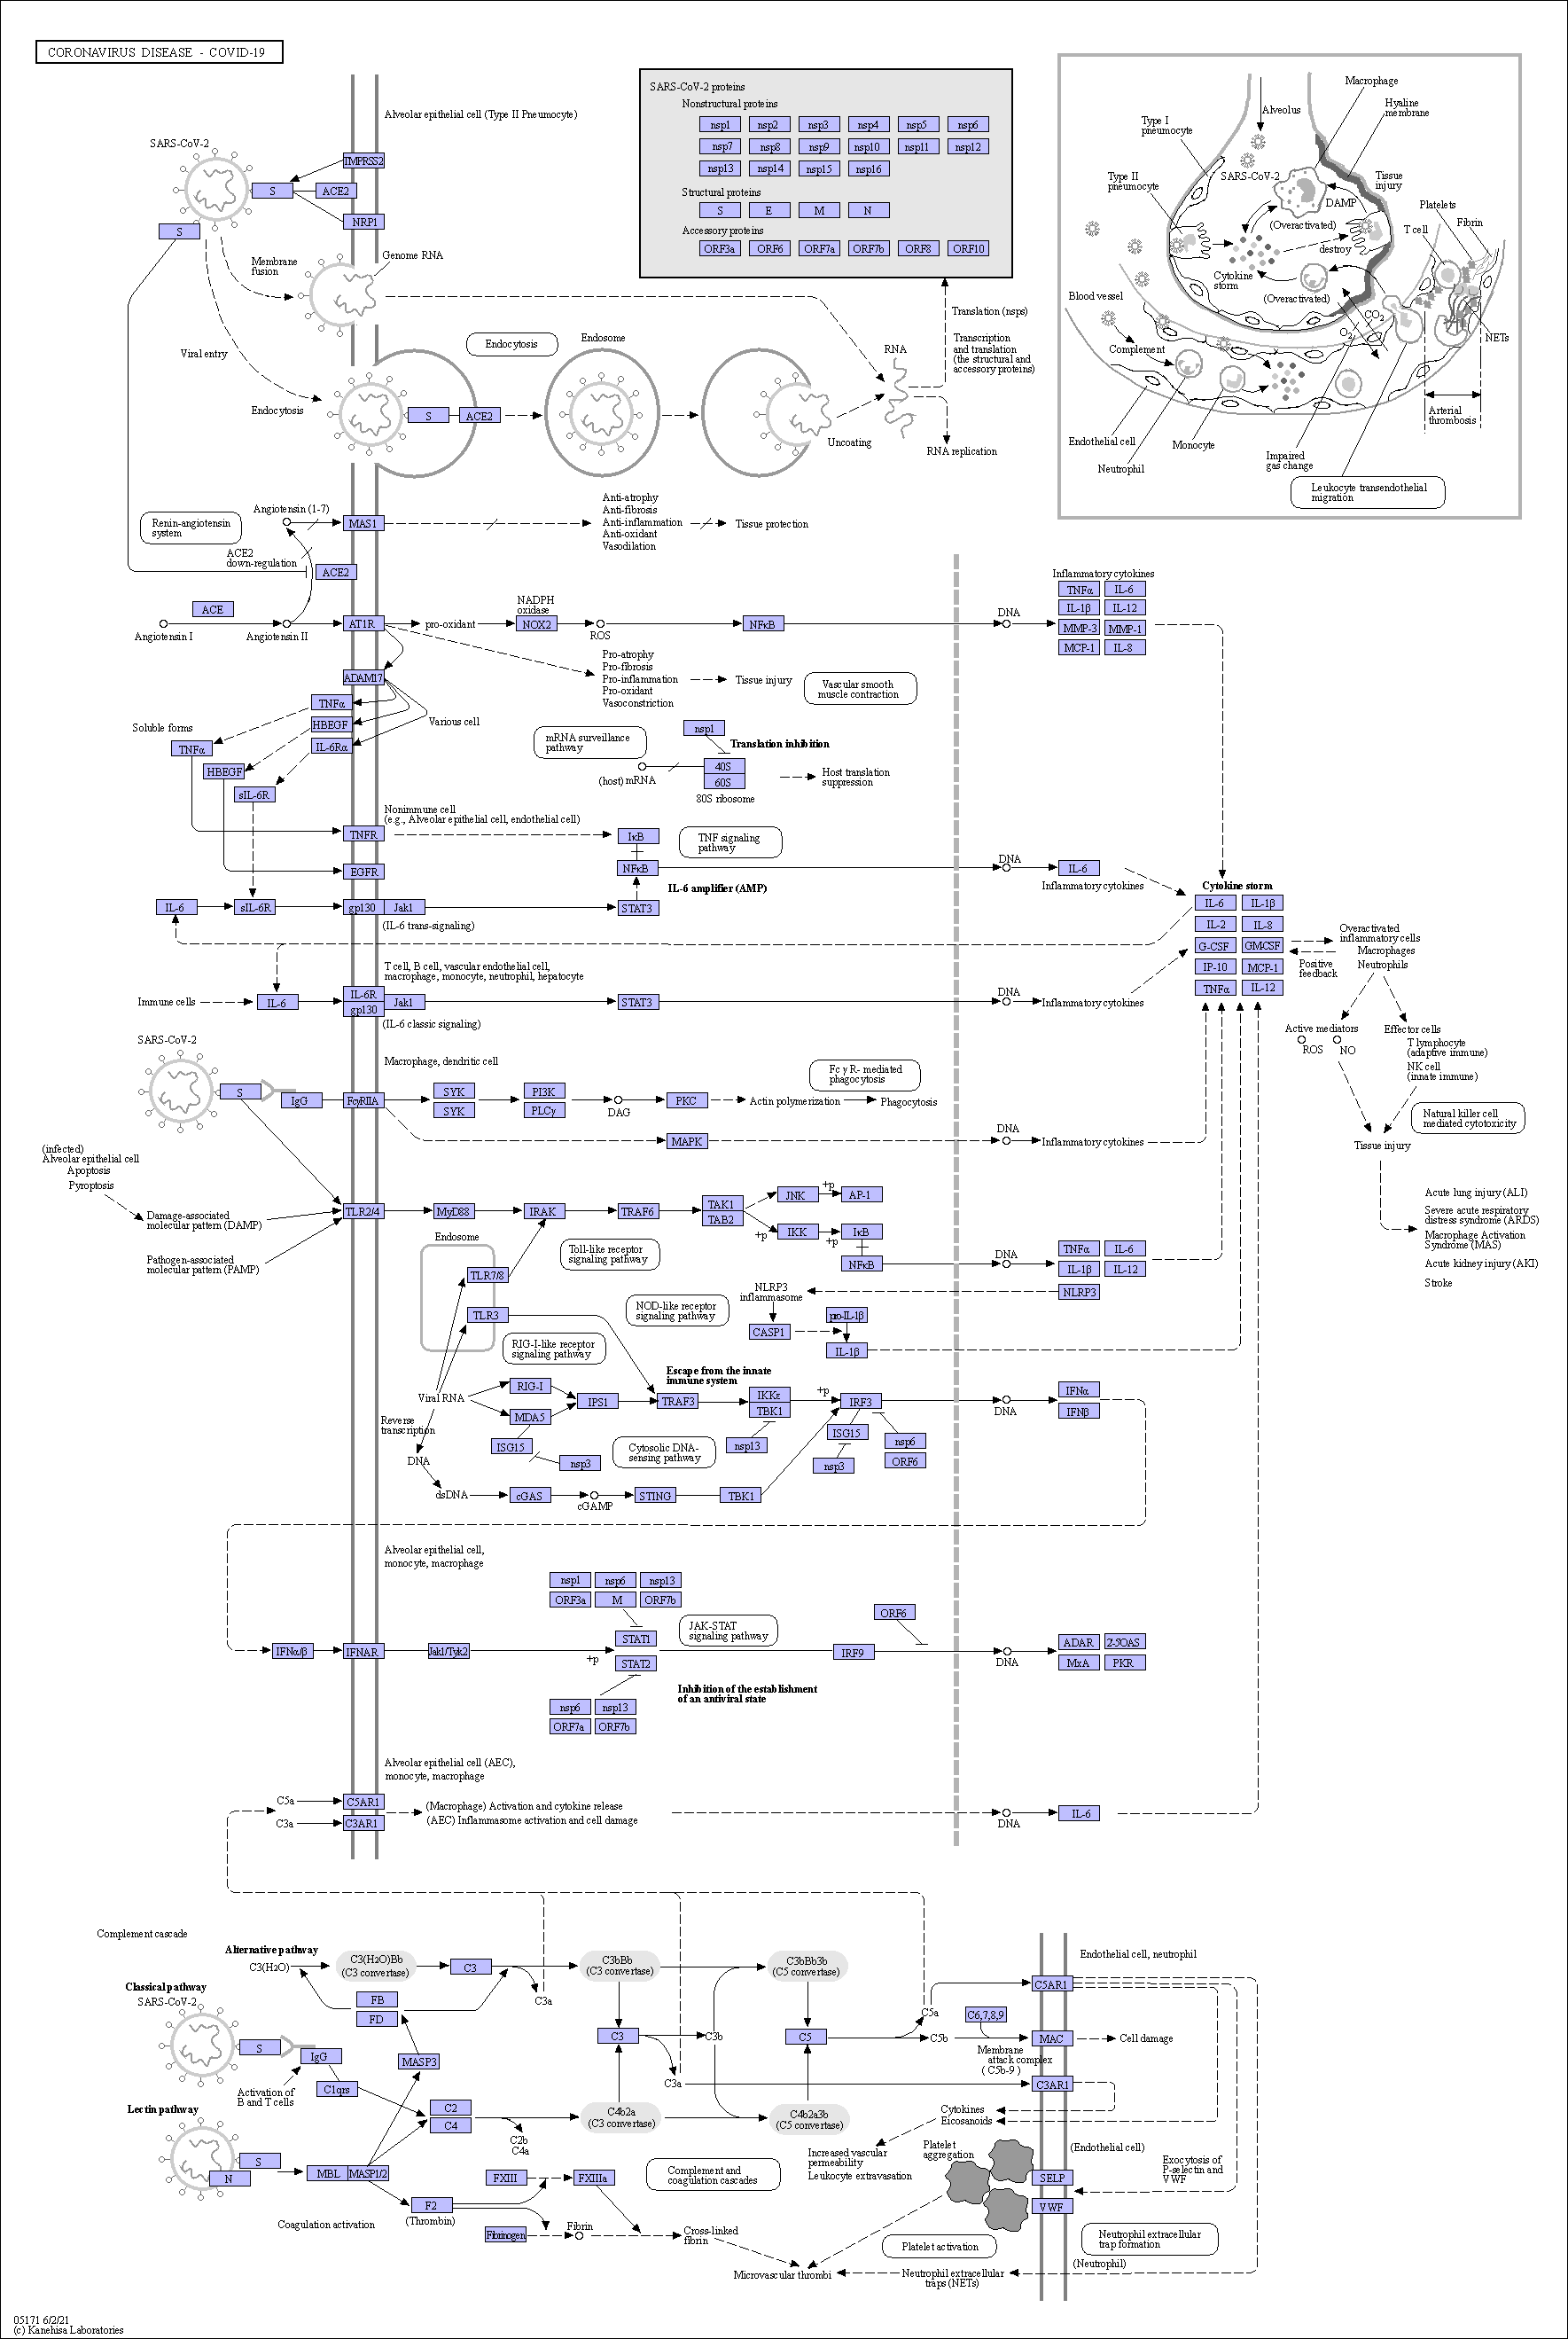 CORONAVIRUS DISEASE - COVID-19
Alveolar epithelial cell (Type II Pneumocyte)
SARS-CoV-2
TMPRSS2
S
ACE2
NRP1
S
Membrane
fusion
Genome RNA
Viral entry
Endocytosis
S
ACE2
Endocytosis
Endosome
Uncoating
RNA
RNA replication
Translation (nsps)
Transcription
and translation
(the structural and
accessory proteins)
SARS-CoV-2 proteins
Nonstructural proteins
nsp1 nsp2 nsp3 nsp4 nsp5 nsp6
nsp7 nsp8 nsp9 nsp10 nsp11 nsp12
nsp13 nsp14 nsp15 nsp16
Structural proteins
S E M N
Accessory proteins
ORF3a ORF6 ORF7a ORF7b ORF8 ORF10
Macrophage
Alveolus
Hyaline
membrane
Type I
pneumocyte
Type II
pneumocyte
SARS-CoV-2
Tissue
injury
DAMP
(Overactivated)
Platelets
Fibrin
T cell
destroy
Cytokine
storm
(Overactivated)
Blood vessel
CO2
O2
NETs
Complement
Arterial
thrombosis
Endothelial cell
Monocyte
Neutrophil
Impaired
gas change
Leukocyte transendothelial
migration
Renin-angiotensin
system
Angiotensin (1-7)
MAS1
Anti-atrophy
Anti-fibrosis
Anti-inflammation
Anti-oxidant
Vasodilation
Tissue protection
ACE2
down-regulation
ACE2
ACE
Angiotensin I
Angiotensin II
AT1R
pro-oxidant
NADPH
oxidase
NOX2
ROS
NFκB
DNA
Inflammatory cytokines
TNFα IL-6
IL-1β IL-12
MMP-3 MMP-1
MCP-1 IL-8
Pro-atrophy
Pro-fibrosis
Pro-inflammation
Pro-oxidant
Vasoconstriction
Tissue injury
Vascular smooth
muscle contraction
ADAM17
TNFα
HBEGF
IL-6Rα
Various cell
Soluble forms
TNFα
HBEGF
sIL-6R
mRNA surveillance
pathway
nsp1
Translation inhibition
(host) mRNA
40S
60S
80S ribosome
Host translation
suppression
Nonimmune cell
(e.g., Alveolar epithelial cell, endothelial cell)
TNFR
IκB
TNF signaling
pathway
EGFR
NFκB
DNA
IL-6
Inflammatory cytokines
IL-6 amplifier (AMP)
IL-6
sIL-6R
gp130
Jak1
STAT3
(IL-6 trans-signaling)
Cytokine storm
IL-6 IL-1β
IL-2 IL-8
G-CSF GMCSF
IP-10 MCP-1
TNFα IL-12
Positive
feedback
Overactivated
inflammatory cells
Macrophages
Neutrophils
Active mediators
ROS
NO
Effector cells
T lymphocyte
(adaptive immune)
NK cell
(innate immune)
Natural killer cell
mediated cytotoxicity
Tissue injury
Acute lung injury (ALI)
Severe acute respiratory
distress syndrome (ARDS)
Macrophage Activation
Syndrome (MAS)
Acute kidney injury (AKI)
Stroke
T cell, B cell, vascular endothelial cell,
macrophage, monocyte, neutrophil, hepatocyte
Immune cells
IL-6
IL-6R
gp130
Jak1
STAT3
DNA
Inflammatory cytokines
(IL-6 classic signaling)
SARS-CoV-2
Macrophage, dendritic cell
S
IgG
FcγRIIA
SYK
SYK
PI3K
PLCγ
DAG
PKC
Actin polymerization
Phagocytosis
Fc γ R- mediated
phagocytosis
MAPK
DNA
Inflammatory cytokines
(infected)
Alveolar epithelial cell
Apoptosis
Pyroptosis
Damage-associated
molecular pattern (DAMP)
Pathogen-associated
molecular pattern (PAMP)
TLR2/4
MyD88
IRAK
TRAF6
TAK1
TAB2
JNK
+p
AP-1
+p
IKK
+p
IκB
NFκB
DNA
TNFα IL-6
IL-1β IL-12
NLRP3
Endosome
TLR7/8
TLR3
Toll-like receptor
signaling pathway
NOD-like receptor
signaling pathway
NLRP3
inflammasome
CASP1
pro-IL-1β
IL-1β
RIG-I-like receptor
signaling pathway
Escape from the innate
immune system
Viral RNA
RIG-I
MDA5
IPS1
TRAF3
IKKε
TBK1
+p
IRF3
DNA
IFNα
IFNβ
Reverse
transcription
ISG15
nsp3
Cytosolic DNA-
sensing pathway
nsp13
ISG15
nsp3
nsp6
ORF6
DNA
dsDNA
cGAS
cGAMP
STING
TBK1
Alveolar epithelial cell,
monocyte, macrophage
nsp1 nsp6 nsp13
ORF3a M ORF7b
STAT1
JAK-STAT
signaling pathway
ORF6
IFNα/β
IFNAR
Jak1/Tyk2
+p
STAT2
IRF9
DNA
ADAR 2-5'OAS
MxA PKR
Inhibition of the establishment
of an antiviral state
nsp6 nsp13
ORF7a ORF7b
Alveolar epithelial cell (AEC),
monocyte, macrophage
C5a
C5AR1
C3a
C3AR1
(Macrophage) Activation and cytokine release
(AEC) Inflammasome activation and cell damage
DNA
IL-6
Complement cascade
Alternative pathway
C3(H2O)
C3(H2O)Bb
(C3 convertase)
C3
C3a
C3bBb
(C3 convertase)
C3bBb3b
(C5 convertase)
FB
FD
Classical pathway
SARS-CoV-2
S
IgG
C1qrs
Activation of
B and T cells
MASP3
C3
C3b
C3a
C5
C5a
C5b
C6,7,8,9
Membrane
attack complex
( C5b-9 )
Endothelial cell, neutrophil
C5AR1
MAC
Cell damage
C3AR1
Lectin pathway
S
N
MBL
MASP1/2
C2
C4
C2b
C4a
C4b2a
(C3 convertase)
C4b2a3b
(C5 convertase)
Cytokines
Eicosanoids
Increased vascular
permeability
Leukocyte extravasation
Platelet
aggregation
(Endothelial cell)
SELP
VWF
Exocytosis of
P-selectin and
VWF
FXIII
FXIIIa
Complement and
coagulation cascades
F2
(Thrombin)
Coagulation activation
Fibrinogen
Fibrin
Cross-linked
fibrin
Microvascular thrombi
Platelet activation
Neutrophil extracellular
trap formation
(Neutrophil)
Neutrophil extracellular
traps (NETs)
05171 6/2/21
(c) Kanehisa Laboratories